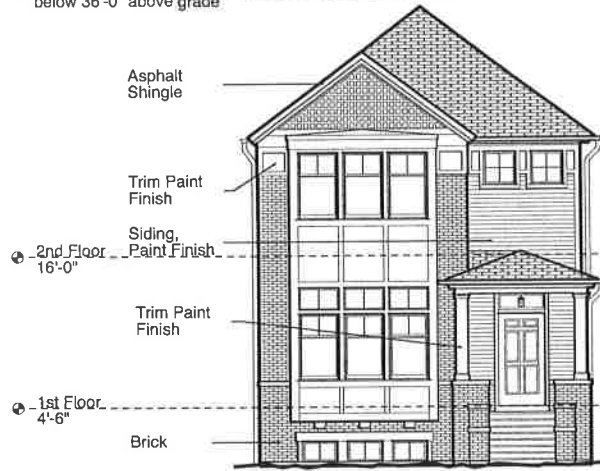 below 36'-0" above grade
Asphalt
Shingle
Trim Paint
Finish
Siding,
Paint Finish
2nd Floor
16'-0"
Trim Paint
Finish
1st Floor
4'-6"
Brick